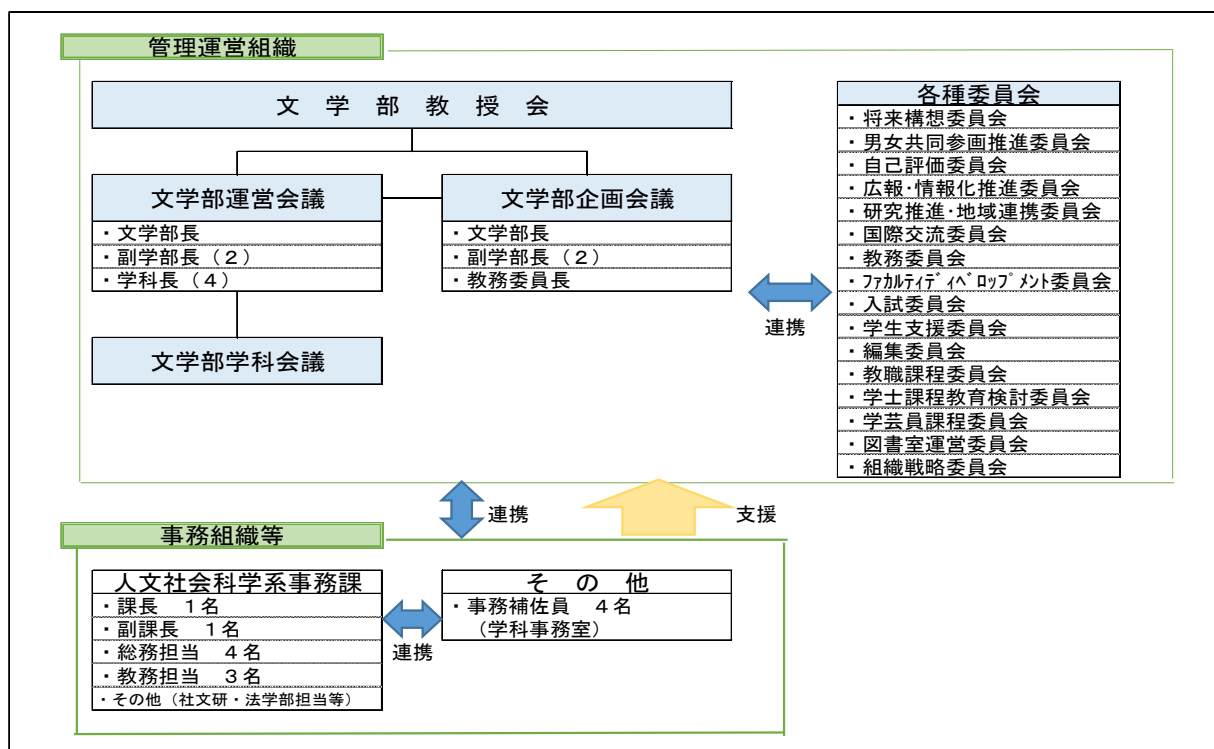 管理運営組織
文　学　部　教　授　会
文学部運営会議
・文学部長
・副学部長（２）
・学科長（４）
文学部企画会議
・文学部長
・副学部長（２）
・教務委員長
文学部学科会議
連携
各種委員会
・将来構想委員会
・男女共同参画推進委員会
・自己評価委員会
・広報・情報化推進委員会
・研究推進・地域連携委員会
・国際交流委員会
・教務委員会
・ﾌｧｶﾙﾃｨﾃﾞｨﾍﾞﾛｯﾌﾟﾒﾝﾄ委員会
・入試委員会
・学生支援委員会
・編集委員会
・教職課程委員会
・学士課程教育検討委員会
・学芸員課程委員会
・図書室運営委員会
・組織戦略委員会
連携
支援
事務組織等
人文社会科学系事務課
・課長　１名
・副課長　１名
・総務担当　４名
・教務担当　３名
・その他（社文研・法学部担当等）
連携
そ　の　他
・事務補佐員　４名
（学科事務室）